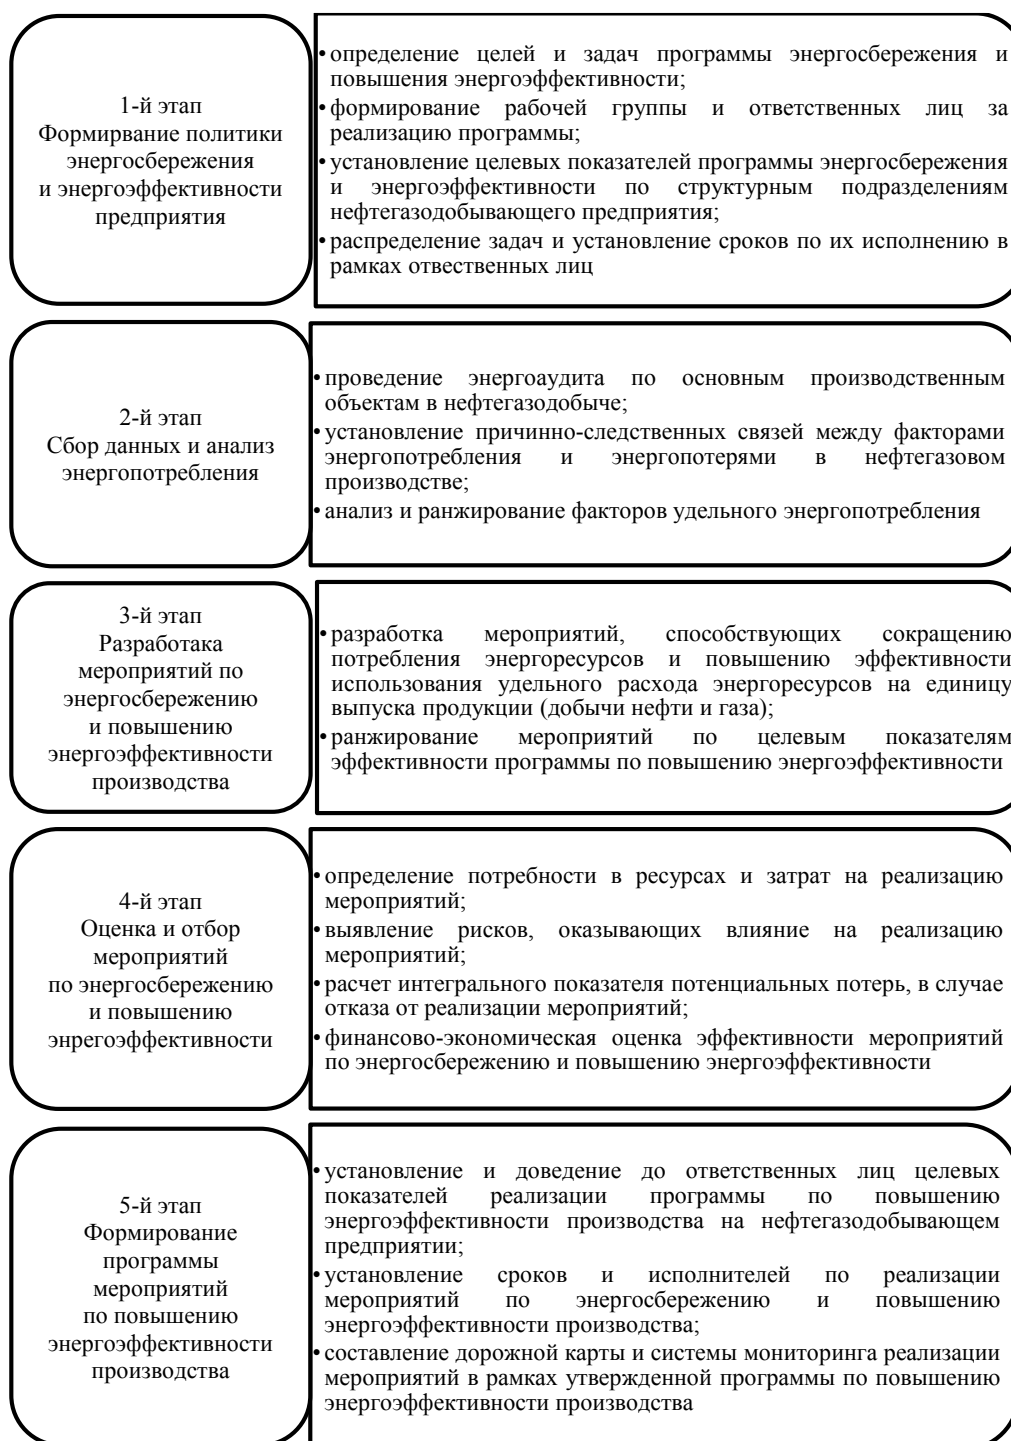 1-й этап
Формирвание политики
энергосбережения
и энергоэффективности
предприятия
• определение целей и задач программы энергосбережения и
повышения энергоэффективности;
• формирование рабочей группы и ответственных лиц за
реализацию программы;
• установление целевых показателей программы энергосбережения
и энергоэффективности по структурным подразделениям
нефтегазодобывающего предприятия;
• распределение задач и установление сроков по их исполнению в
рамках отвественных лиц
2-й этап
Сбор данных и анализ
энергопотребления
• проведение энергоаудита по основным производственным
объектам в нефтегазодобыче;
• установление причинно-следственных связей между факторами
энергопотребления и энергопотерями в нефтегазовом
производстве;
• анализ и ранжирование факторов удельного энергопотребления
3-й этап
Разработака
мероприятий по
энергосбережению
и повышению
энергоэффективности
производства
• разработка мероприятий, способствующих сокращению
потребления энергоресурсов и повышению эффективности
использования удельного расхода энергоресурсов на единицу
выпуска продукции (добычи нефти и газа);
• ранжирование мероприятий по целевым показателям
эффективности программы по повышению энергоэффективности
4-й этап
Оценка и отбор
мероприятий
по энергосбережению
и повышению
энрегоэффективности
• определение потребности в ресурсах и затрат на реализацию
мероприятий;
• выявление рисков, оказывающих влияние на реализацию
мероприятий;
• расчет интегрального показателя потенциальных потерь, в случае
отказа от реализации мероприятий;
• финансово-экономическая оценка эффективности мероприятий
по энергосбережению и повышению энергоэффективности
5-й этап
Формирование
программы
мероприятий
по повышению
энергоэффективности
производства
• установление и доведение до ответственных лиц целевых
показателей реализации программы по повышению
энергоэффективности производства на нефтегазодобывающем
предприятии;
• установление сроков и исполнителей по реализации
мероприятий по энергосбережению и повышению
энергоэффективности производства;
• составление дорожной карты и системы мониторинга реализации
мероприятий в рамках утвержденной программы по повышению
энергоэффективности производства